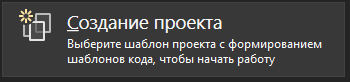 Создание проекта
Выберите шаблон проекта с формированием
шаблонов кода, чтобы начать работу